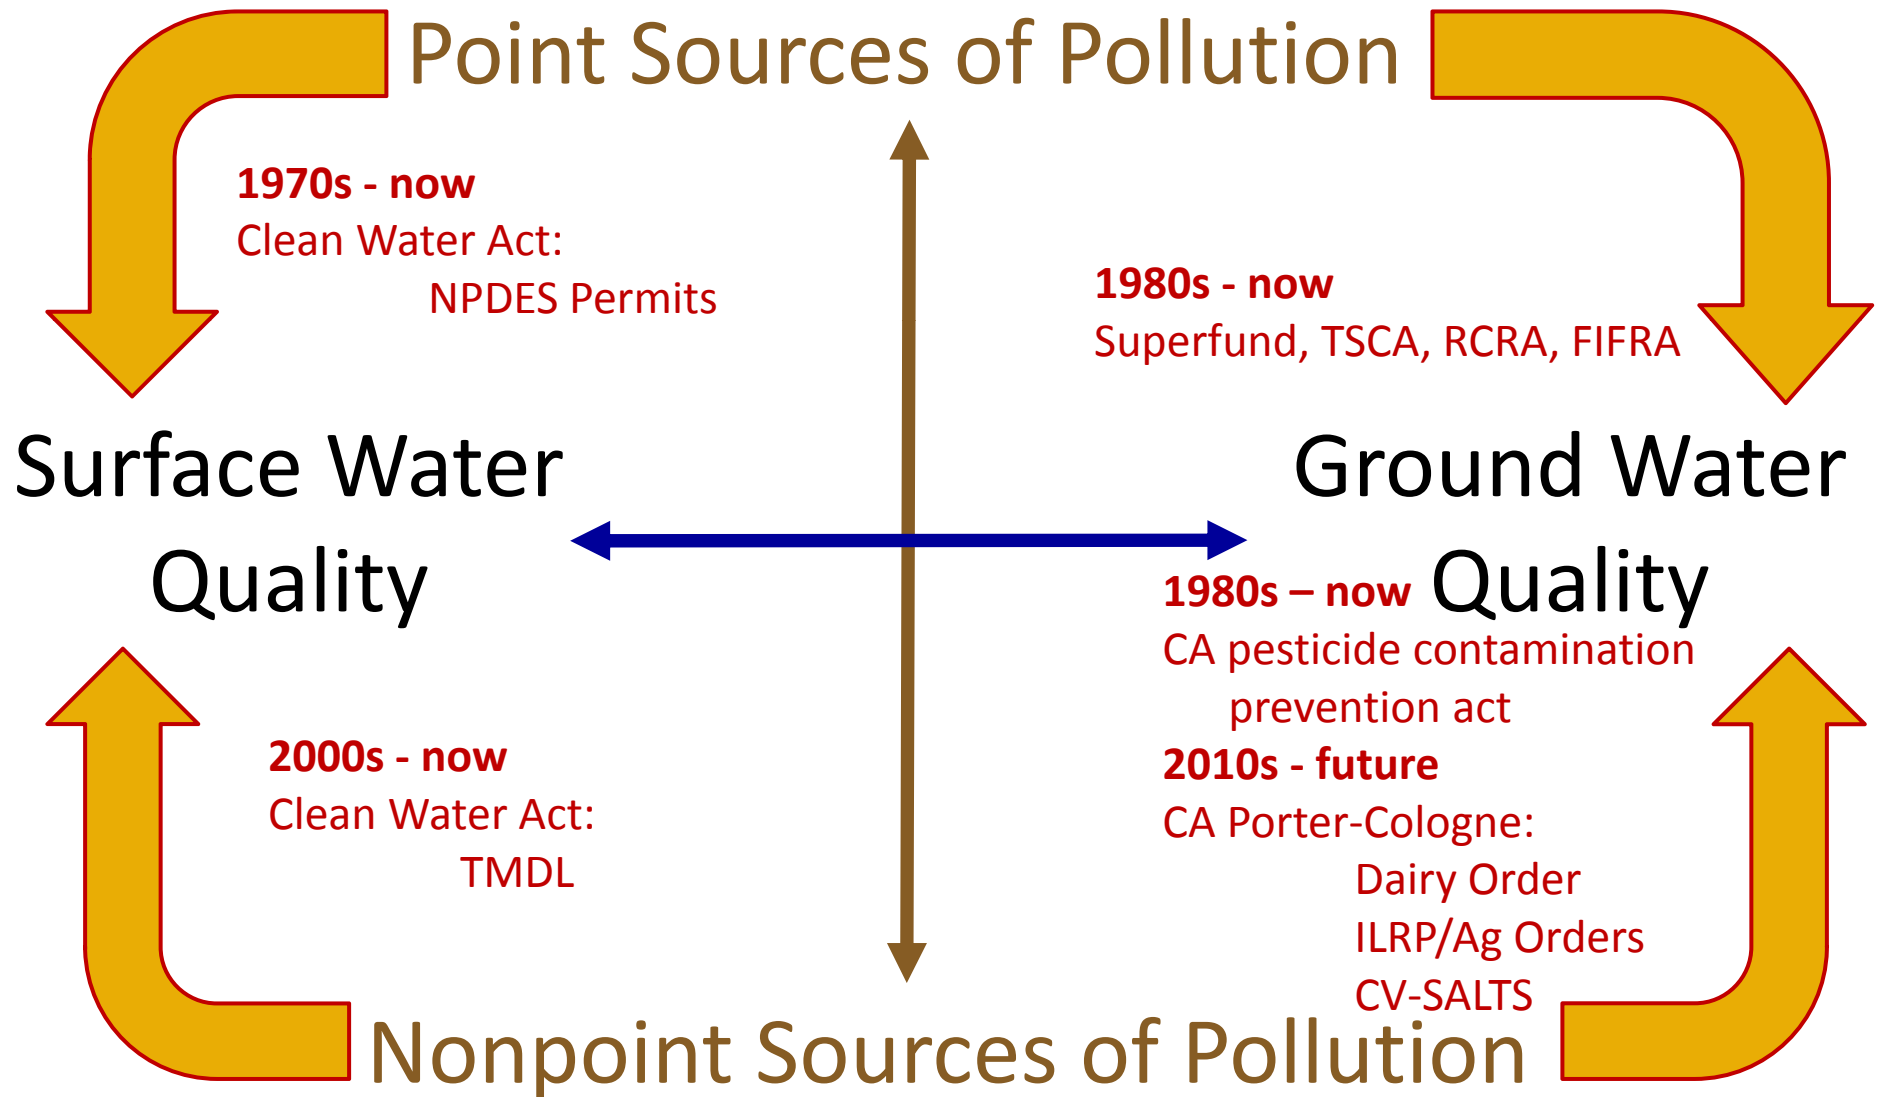 Point Sources of Pollution
1970s - now
Clean Water Act:
NPDES Permits
1980s - now
Superfund, TSCA, RCRA, FIFRA
Surface Water
Quality
Ground Water
Quality
1980s – now
CA pesticide contamination
prevention act
2010s - future
CA Porter-Cologne:
Dairy Order
ILRP/Ag Orders
CV-SALTS
2000s - now
Clean Water Act:
TMDL
Nonpoint Sources of Pollution